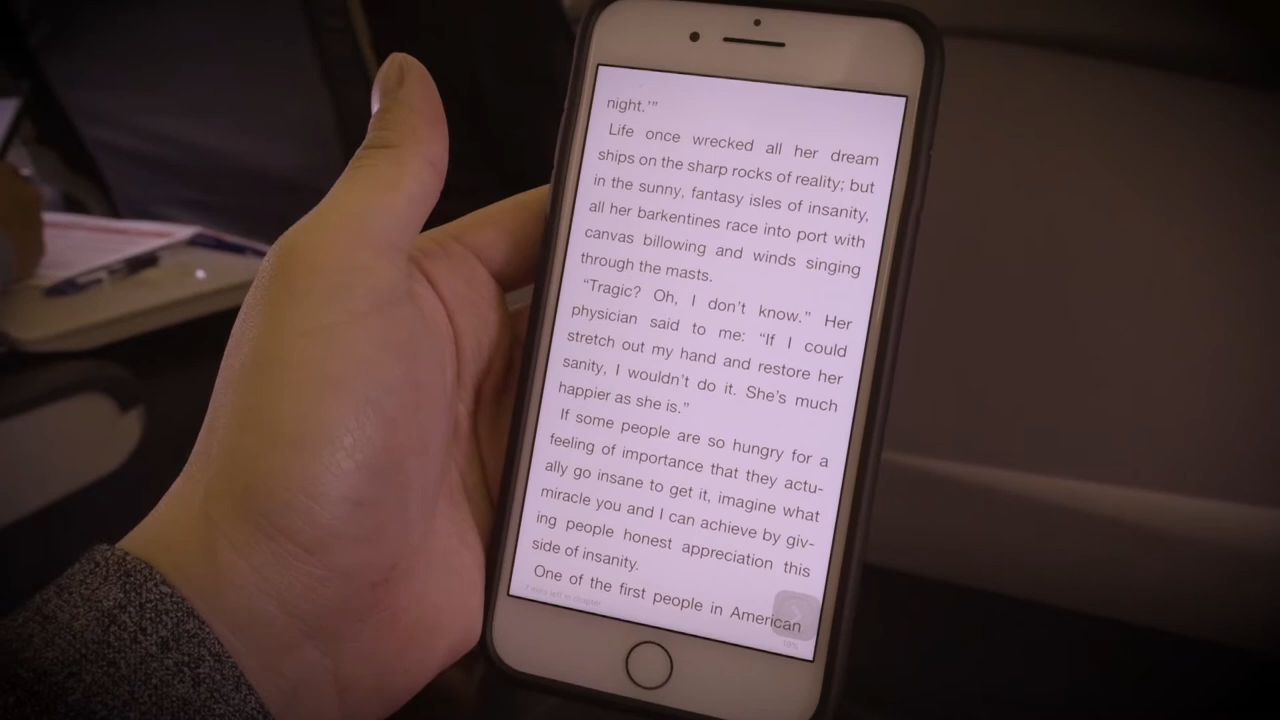 night.’”
Life once wrecked all her dream
ships on the sharp rocks of reality; but
in the sunny, fantasy isles of insanity,
all her barkentines race into port with
canvas billowing and winds singing
through the masts.
“Tragic? Oh, I don’t know.” Her
physician said to me: “If I could
stretch out my hand and restore her
sanity, I wouldn’t do it. She’s much
happier as she is.”
If some people are so hungry for a
feeling of importance that they actu-
ally go insane to get it, imagine what
miracle you and I can achieve by giv-
ing people honest appreciation this
side of insanity.
One of the first people in American
7 mins left in chapter